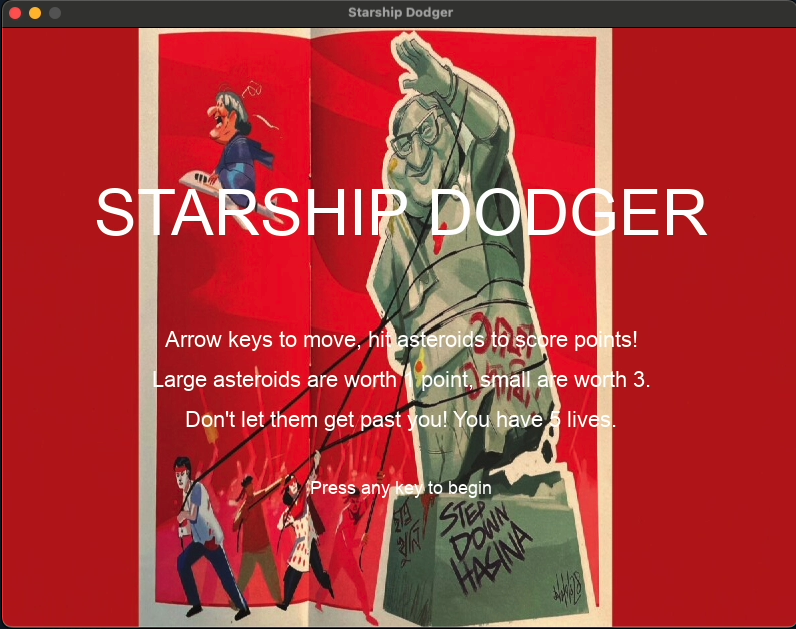 Starship Dodger
STARSHIP DODGER
Arrow keys to move, hit asteroids to score points!
Large asteroids are worth 1 point, small are worth 3.
Don't let them get past you! You have 5 lives.
Press any key to begin
STEP
DOWN
HASINA